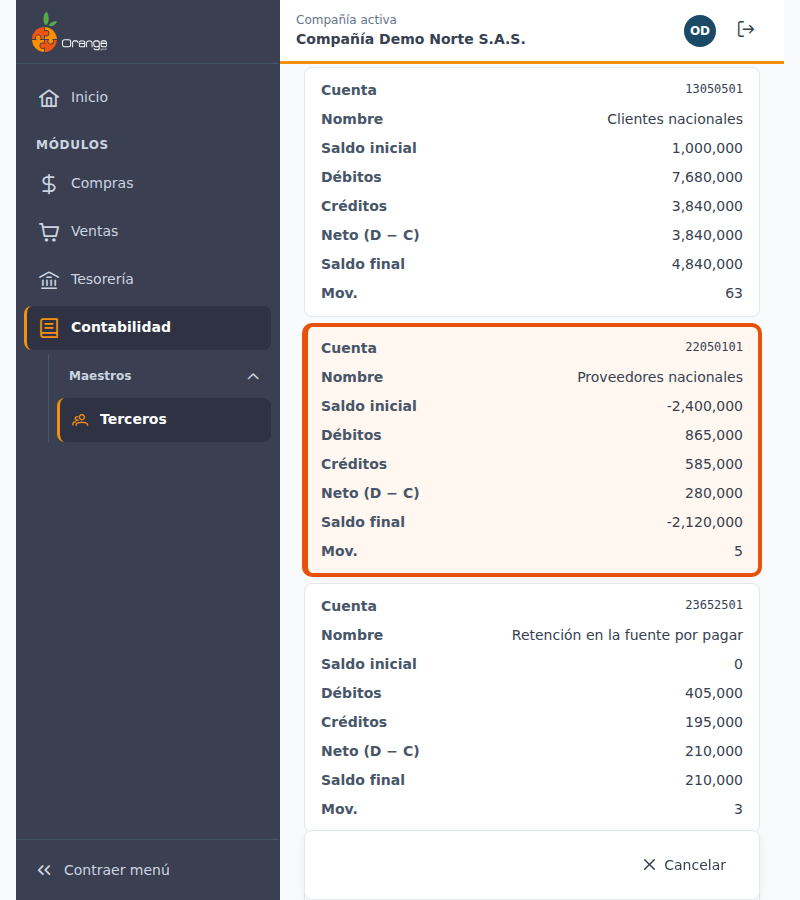 Orange
Compañía activa
Compañía Demo Norte S.A.S.
OD
Inicio
MÓDULOS
Compras
Ventas
Tesorería
Contabilidad
Maestros
Terceros
Contraer menú
Cuenta 13050501
Nombre Clientes nacionales
Saldo inicial 1,000,000
Débitos 7,680,000
Créditos 3,840,000
Neto (D − C) 3,840,000
Saldo final 4,840,000
Mov. 63
Cuenta 22050101
Nombre Proveedores nacionales
Saldo inicial -2,400,000
Débitos 865,000
Créditos 585,000
Neto (D − C) 280,000
Saldo final -2,120,000
Mov. 5
Cuenta 23652501
Nombre Retención en la fuente por pagar
Saldo inicial 0
Débitos 405,000
Créditos 195,000
Neto (D − C) 210,000
Saldo final 210,000
Mov. 3
Cancelar